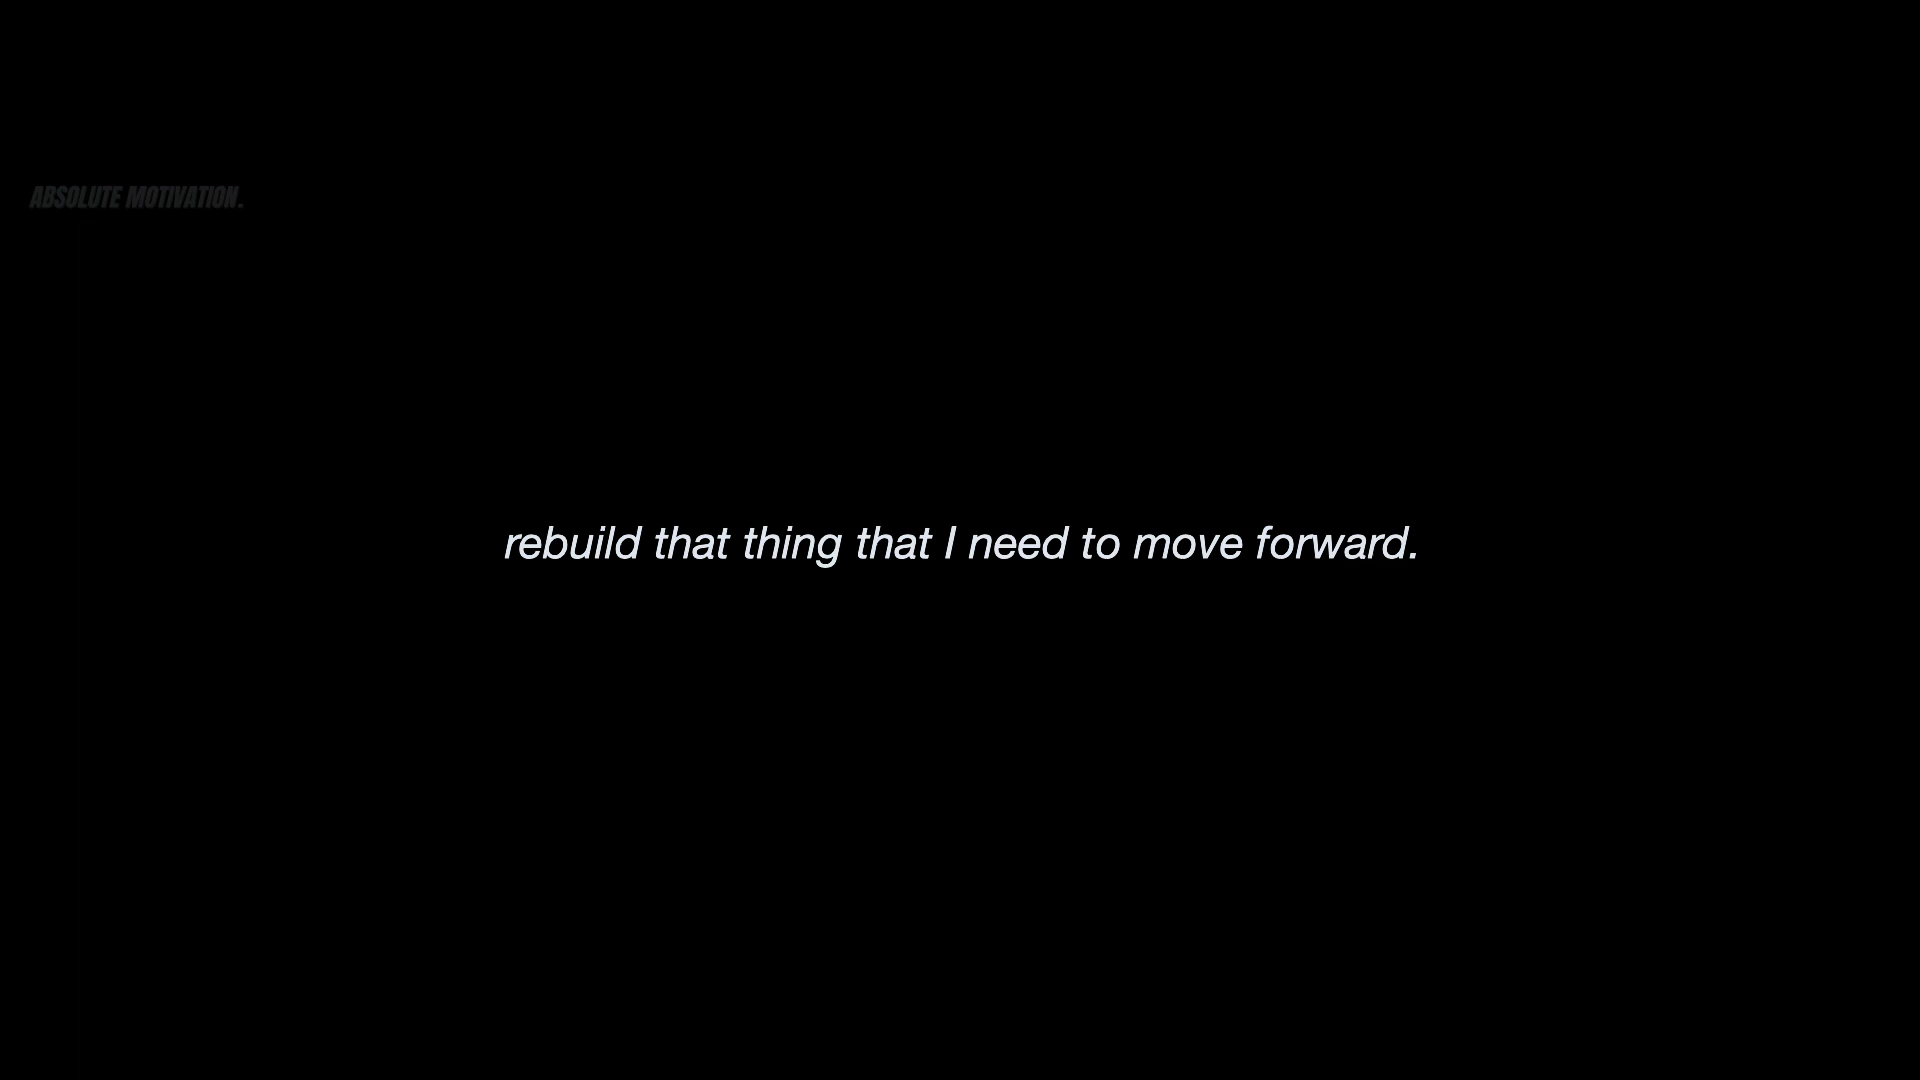 ABSOLUTE MOTIVATION.
rebuild that thing that I need to move forward.